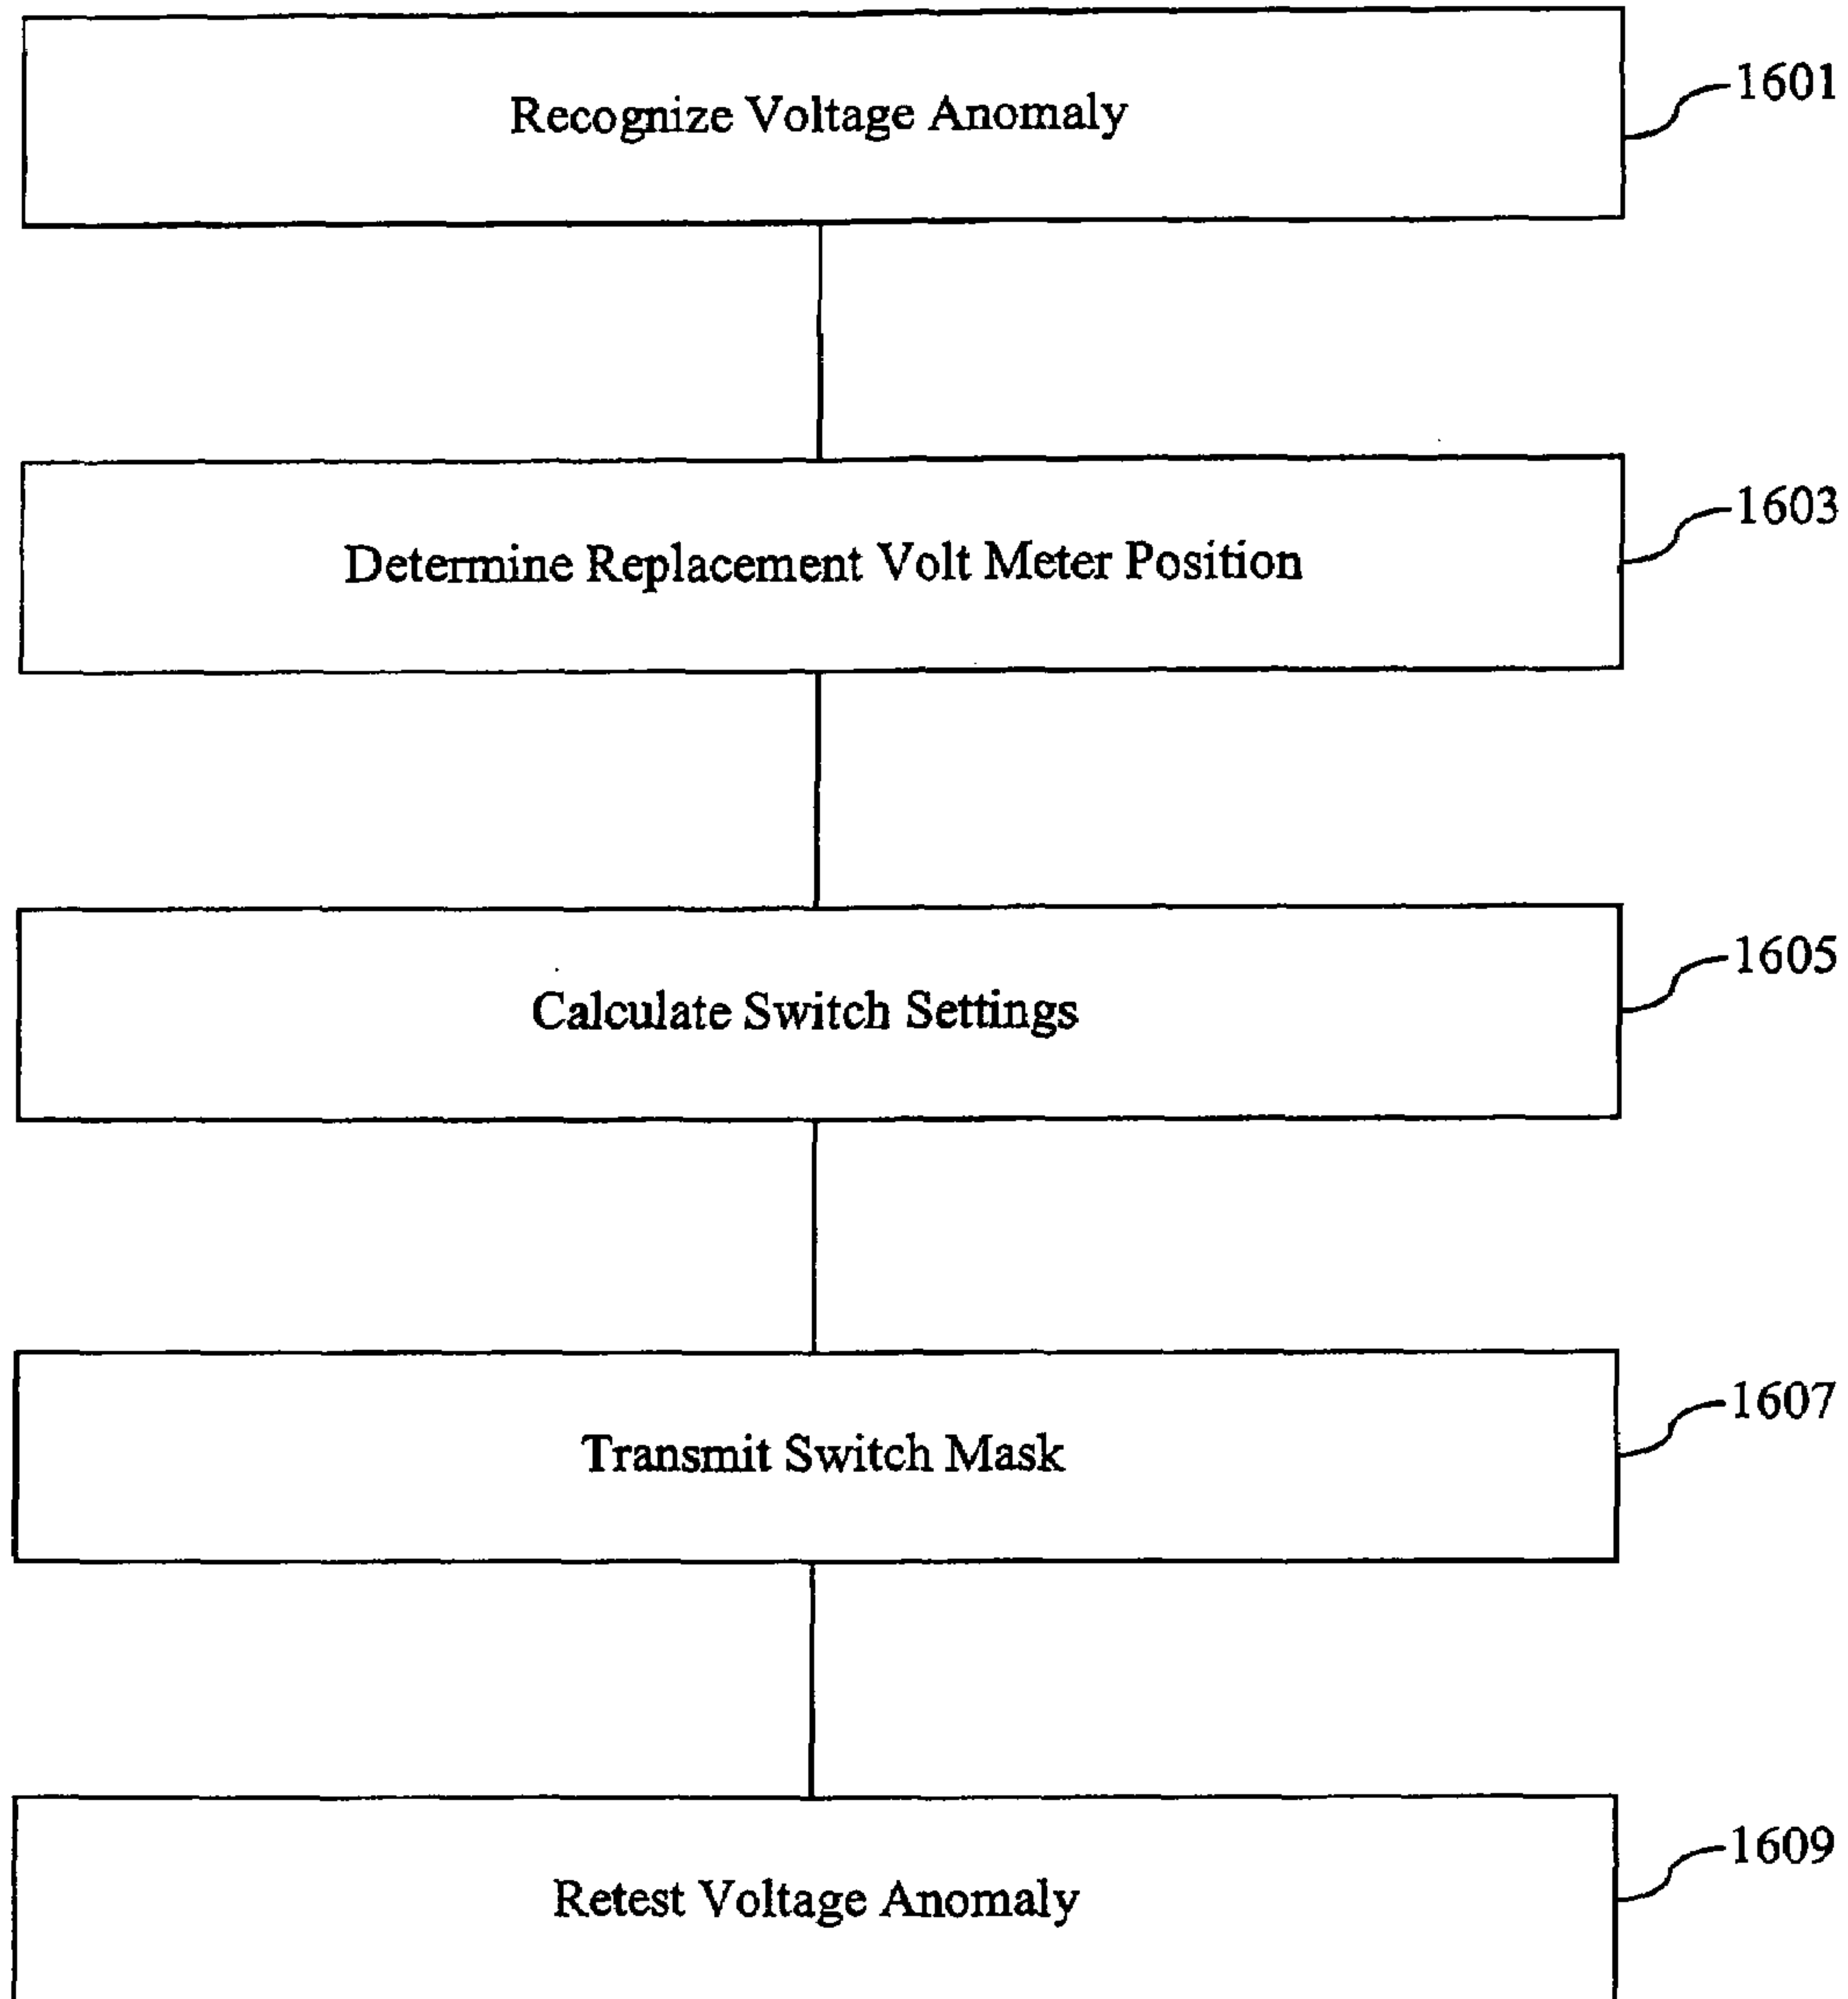 Recognize Voltage Anomaly
1601
Determine Replacement Volt Meter Position
1603
Calculate Switch Settings
1605
Transmit Switch Mask
1607
Retest Voltage Anomaly
1609